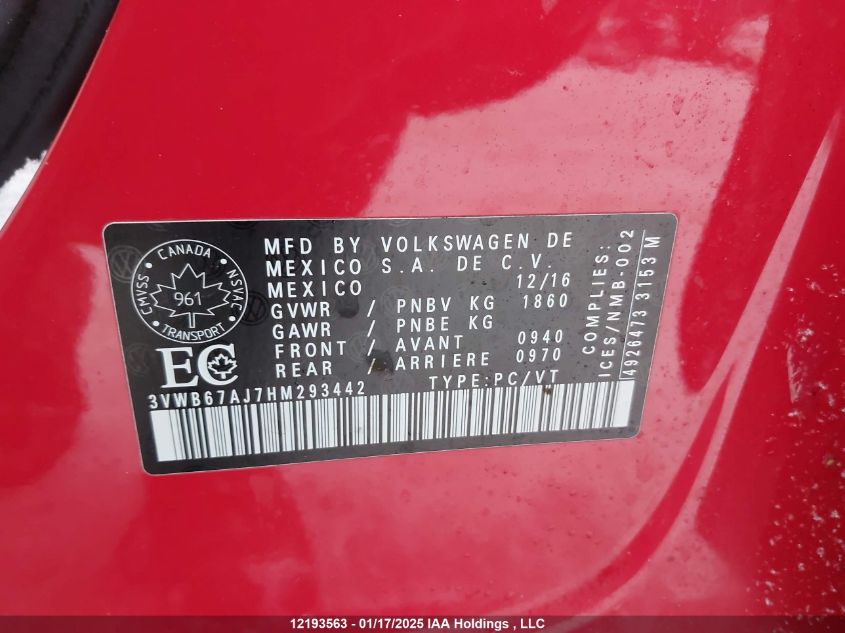 CANADA
CMVSS
NSVAC
961
TRANSPORT
EC
MFD BY VOLKSWAGEN DE
MEXICO S.A. DE C.V.
MEXICO 12/16
GVWR / PNBV KG 1860
GAWR / PNBE KG
FRONT / AVANT 0940
REAR / ARRIERE 0970
TYPE:PC/VT
3VWB67AJ7HM293442
COMPLIES:
ICES/NMB-002
4926473 3153 M
12193563 - 01/17/2025 IAA Holdings , LLC